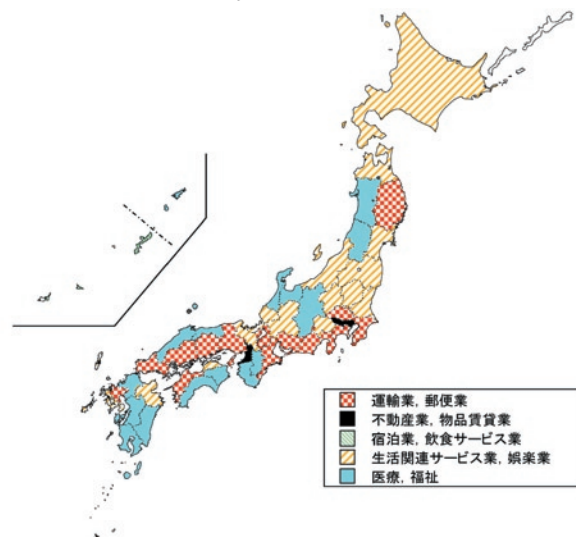 運輸業，郵便業
不動産業，物品賃貸業
宿泊業，飲食サービス業
生活関連サービス業，娯楽業
医療，福祉